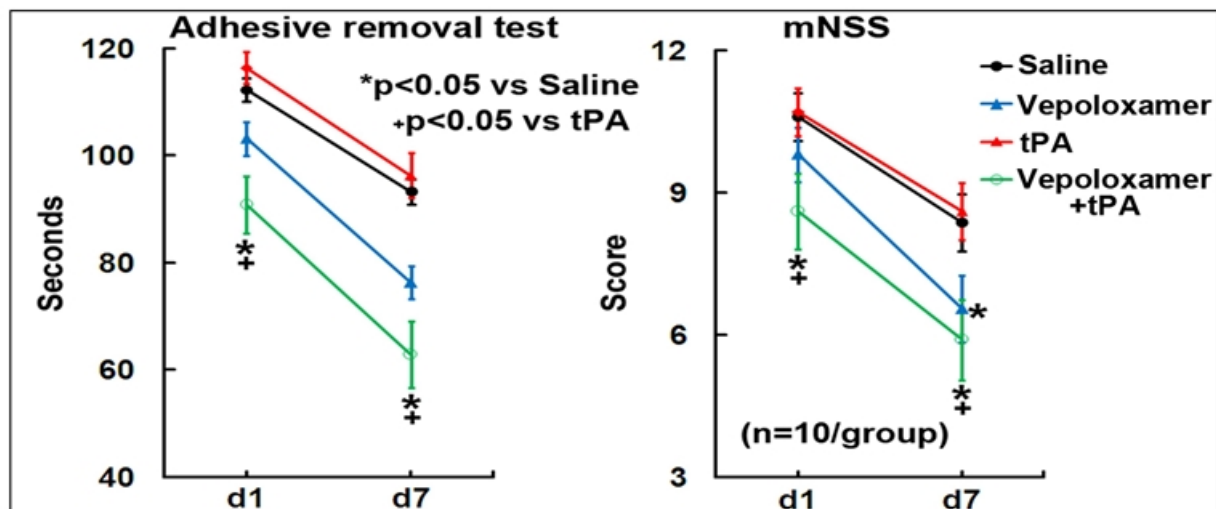 Adhesive removal test
120
100
80
60
40
Seconds
*p<0.05 vs Saline
+p<0.05 vs tPA
*
+
*
+
d1
d7
mNSS
12
9
6
3
Score
Saline
Vepoloxamer
tPA
Vepoloxamer
+tPA
*
+
*
*
+
(n=10/group)
d1
d7